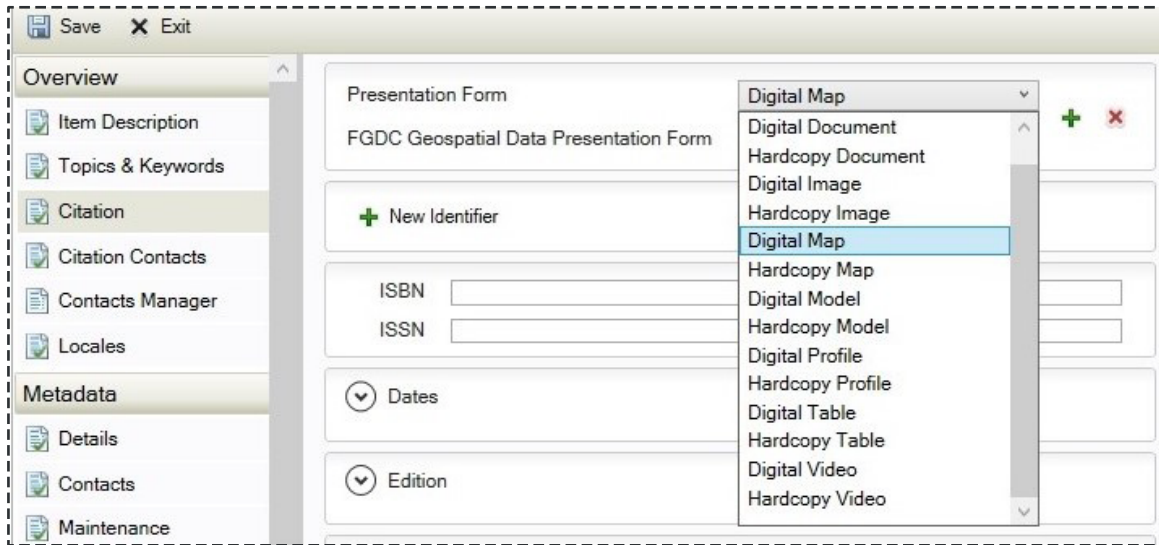 Save Exit
Overview
Item Description
Topics & Keywords
Citation
Citation Contacts
Contacts Manager
Locales
Metadata
Details
Contacts
Maintenance
Presentation Form
Digital Map
FGDC Geospatial Data Presentation Form
Digital Document
Hardcopy Document
Digital Image
Hardcopy Image
Digital Map
Hardcopy Map
Digital Model
Hardcopy Model
Digital Profile
Hardcopy Profile
Digital Table
Hardcopy Table
Digital Video
Hardcopy Video
New Identifier
ISBN
ISSN
Dates
Edition